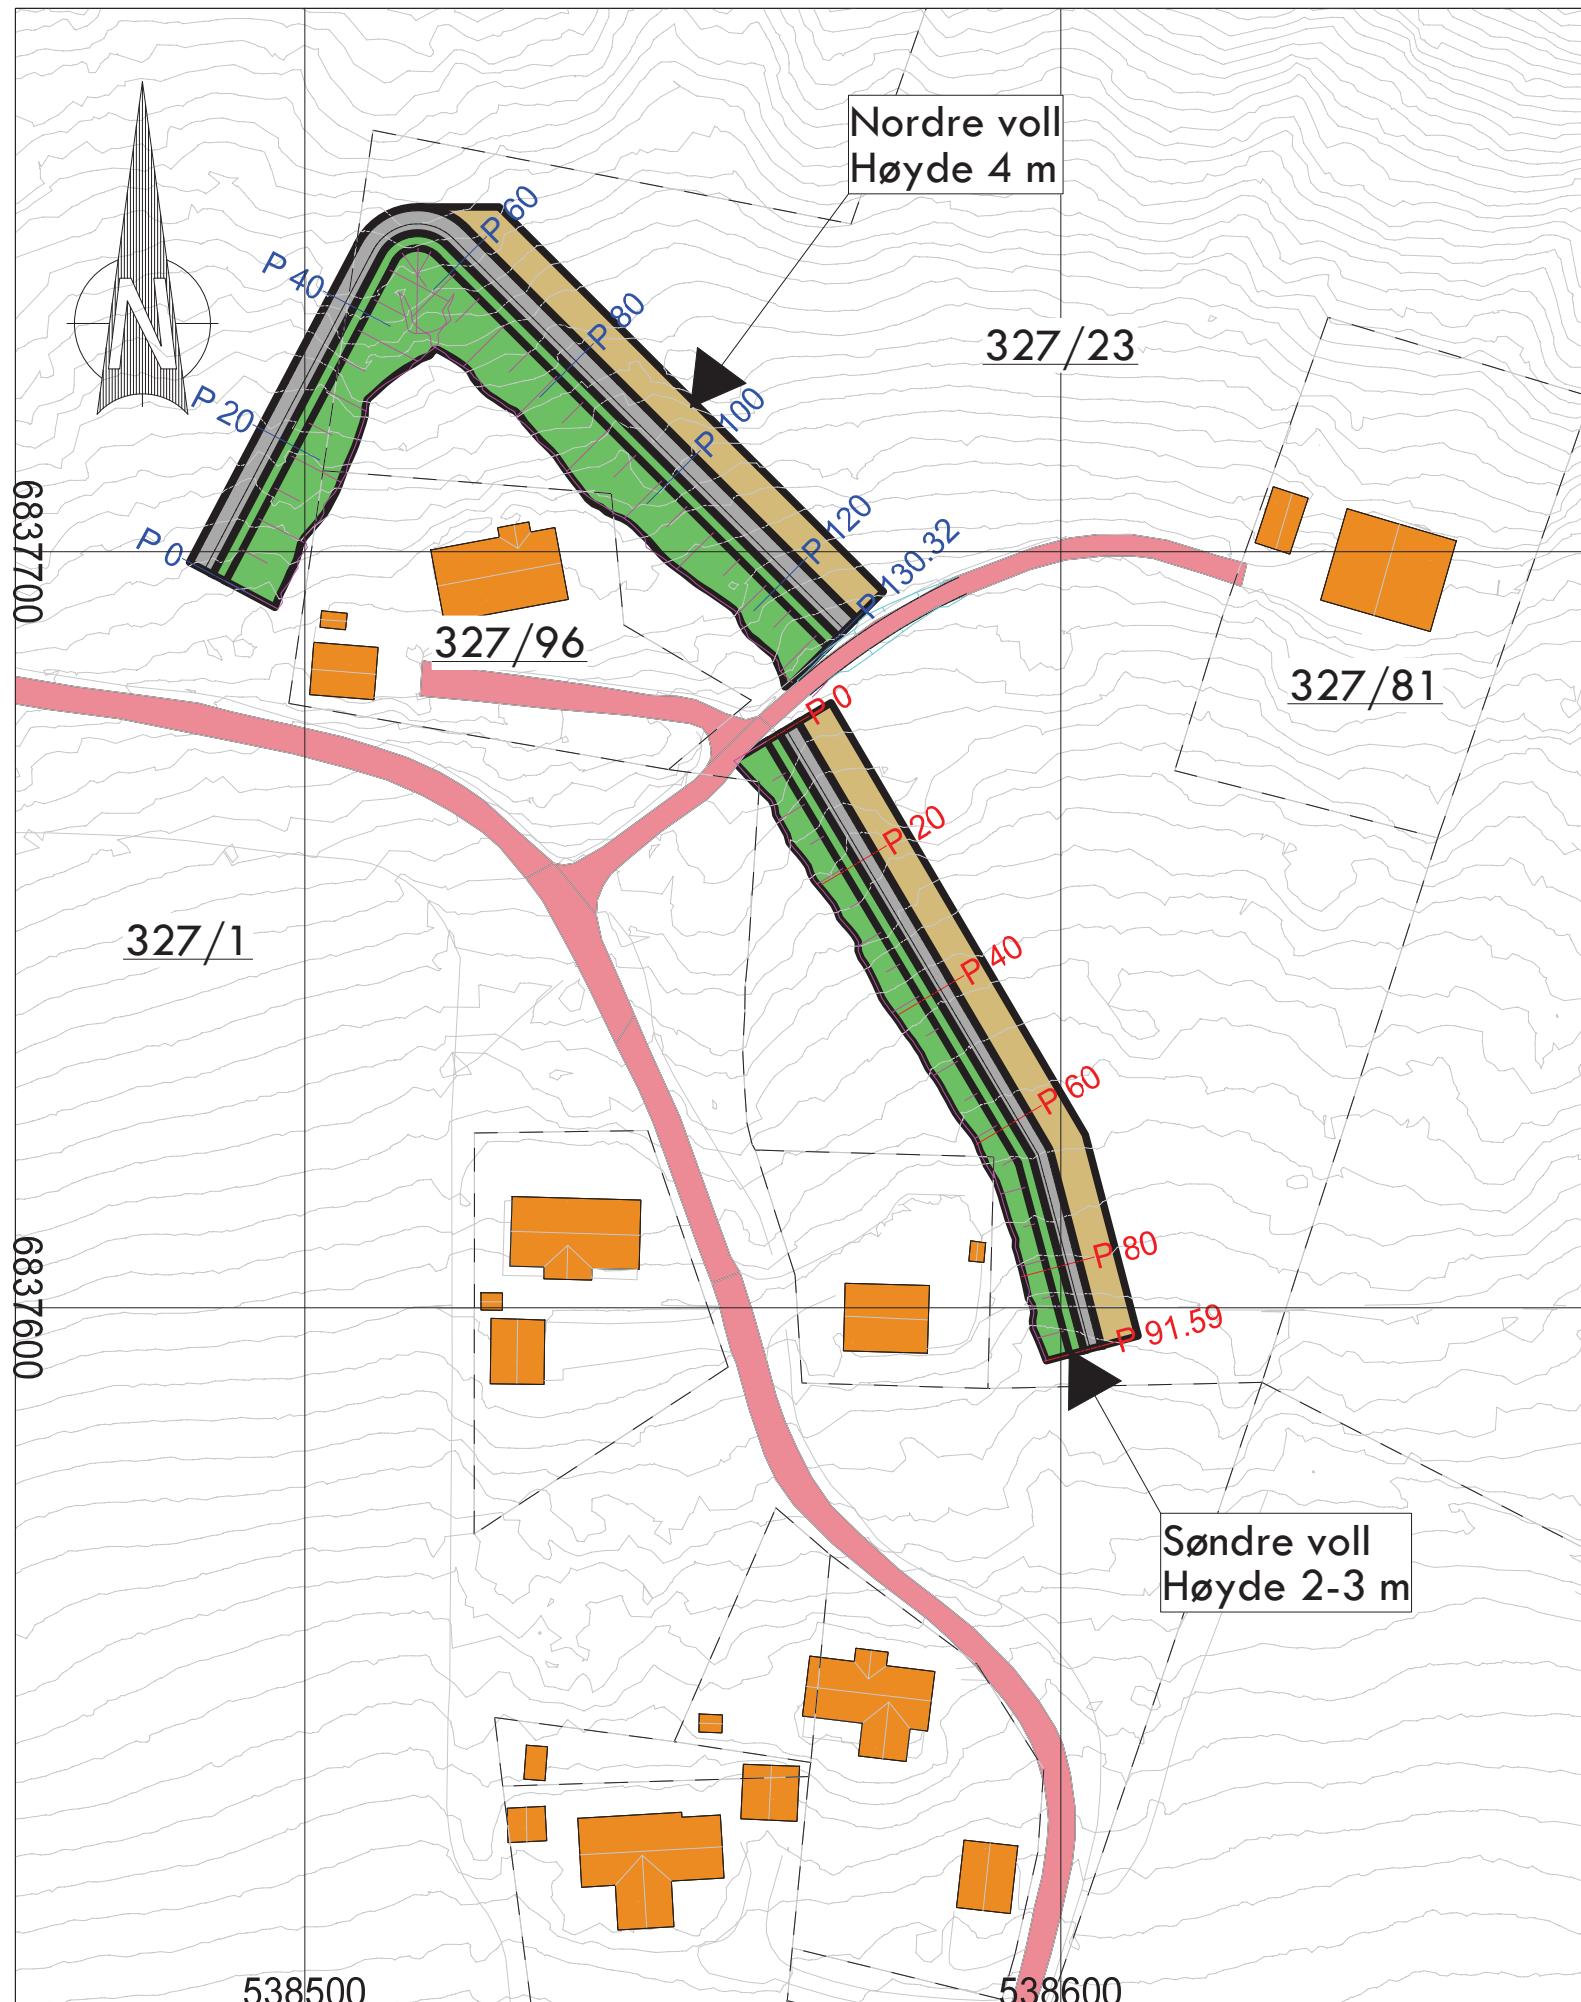 Nordre voll
Høyde 4 m
P 60
P 40
P 80
N
327/23
P 20
P 100
6837700
P 120
P 0
P 130.32
327/96
327/81
P 0
P 20
327/1
P 40
P 60
6837600
P 80
P 91.59
Søndre voll
Høyde 2-3 m
538500
538600